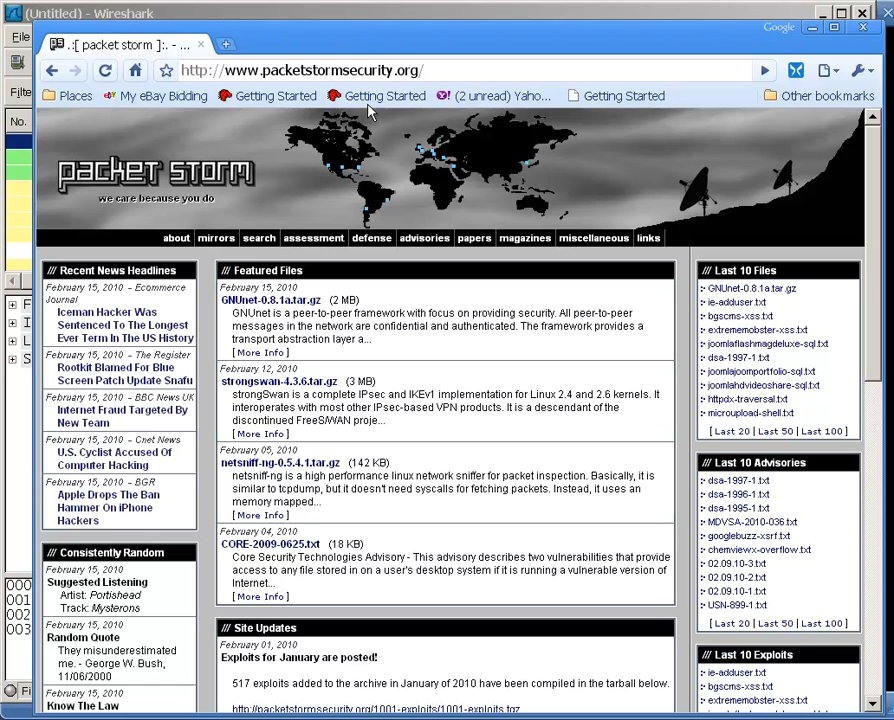 (Untitled) - Wireshark
Google
.:[ packet storm ]:. - ...
http://www.packetstormsecurity.org/
Places
My eBay Bidding
Getting Started
Getting Started
(2 unread) Yaho...
Getting Started
Other bookmarks
File
Filte
No.
packet storm
we care because you do
about | mirrors | search | assessment | defense | advisories | papers | magazines | miscellaneous | links
/// Recent News Headlines
February 15, 2010 - Ecommerce
Journal
Iceman Hacker Was
Sentenced To The Longest
Ever Term In The US History
February 15, 2010 - The Register
Rootkit Blamed For Blue
Screen Patch Update Snafu
February 15, 2010 - BBC News UK
Internet Fraud Targeted By
New Team
February 15, 2010 - Cnet News
U.S. Cyclist Accused Of
Computer Hacking
February 15, 2010 - BGR
Apple Drops The Ban
Hammer On iPhone
Hackers
/// Consistently Random
Suggested Listening
Artist: Portishead
Track: Mysterons
February 15, 2010
Random Quote
They misunderestimated
me. - George W. Bush,
11/06/2000
February 15, 2010
Know The Law
/// Featured Files
February 15, 2010
GNUnet-0.8.1a.tar.gz (2 MB)
GNUnet is a peer-to-peer framework with focus on providing security. All peer-to-peer
messages in the network are confidential and authenticated. The framework provides a
transport abstraction layer a...
[ More Info ]
February 12, 2010
strongswan-4.3.6.tar.gz (3 MB)
strongSwan is a complete IPsec and IKEv1 implementation for Linux 2.4 and 2.6 kernels. It
interoperates with most other IPsec-based VPN products. It is a descendant of the
discontinued FreeS/WAN proje...
[ More Info ]
February 05, 2010
netsniff-ng-0.5.4.1.tar.gz (142 KB)
netsniff-ng is a high performance linux network sniffer for packet inspection. Basically, it is
similar to tcpdump, but it doesn't need syscalls for fetching packets. Instead, it uses an
memory mapped...
[ More Info ]
February 04, 2010
CORE-2009-0625.txt (18 KB)
Core Security Technologies Advisory - This advisory describes two vulnerabilities that provide
access to any file stored in on a user's desktop system if it is running a vulnerable version of
Internet...
[ More Info ]
/// Site Updates
February 01, 2010
Exploits for January are posted!
517 exploits added to the archive in January of 2010 have been compiled in the tarball below.
http://packetstormsecurity.org/1001-exploits/1001-exploits.tgz
/// Last 10 Files
GNUnet-0.8.1a.tar.gz
ie-adduser.txt
bgscms-xss.txt
extrememobster-xss.txt
joomlaflashmagdeluxe-sql.txt
dsa-1997-1.txt
joomlajoomportfolio-sql.txt
joomlahdvideoshare-sql.txt
httpdx-traversal.txt
microupload-shell.txt
[ Last 20 | Last 50 | Last 100 ]
/// Last 10 Advisories
dsa-1997-1.txt
dsa-1996-1.txt
dsa-1995-1.txt
MDVSA-2010-036.txt
googlebuzz-xsrf.txt
chemviewx-overflow.txt
02.09.10-3.txt
02.09.10-2.txt
02.09.10-1.txt
USN-899-1.txt
[ Last 20 | Last 50 | Last 100 ]
/// Last 10 Exploits
ie-adduser.txt
bgscms-xss.txt
extrememobster-xss.txt
F
I
L
S
000
001
002
003
Fi